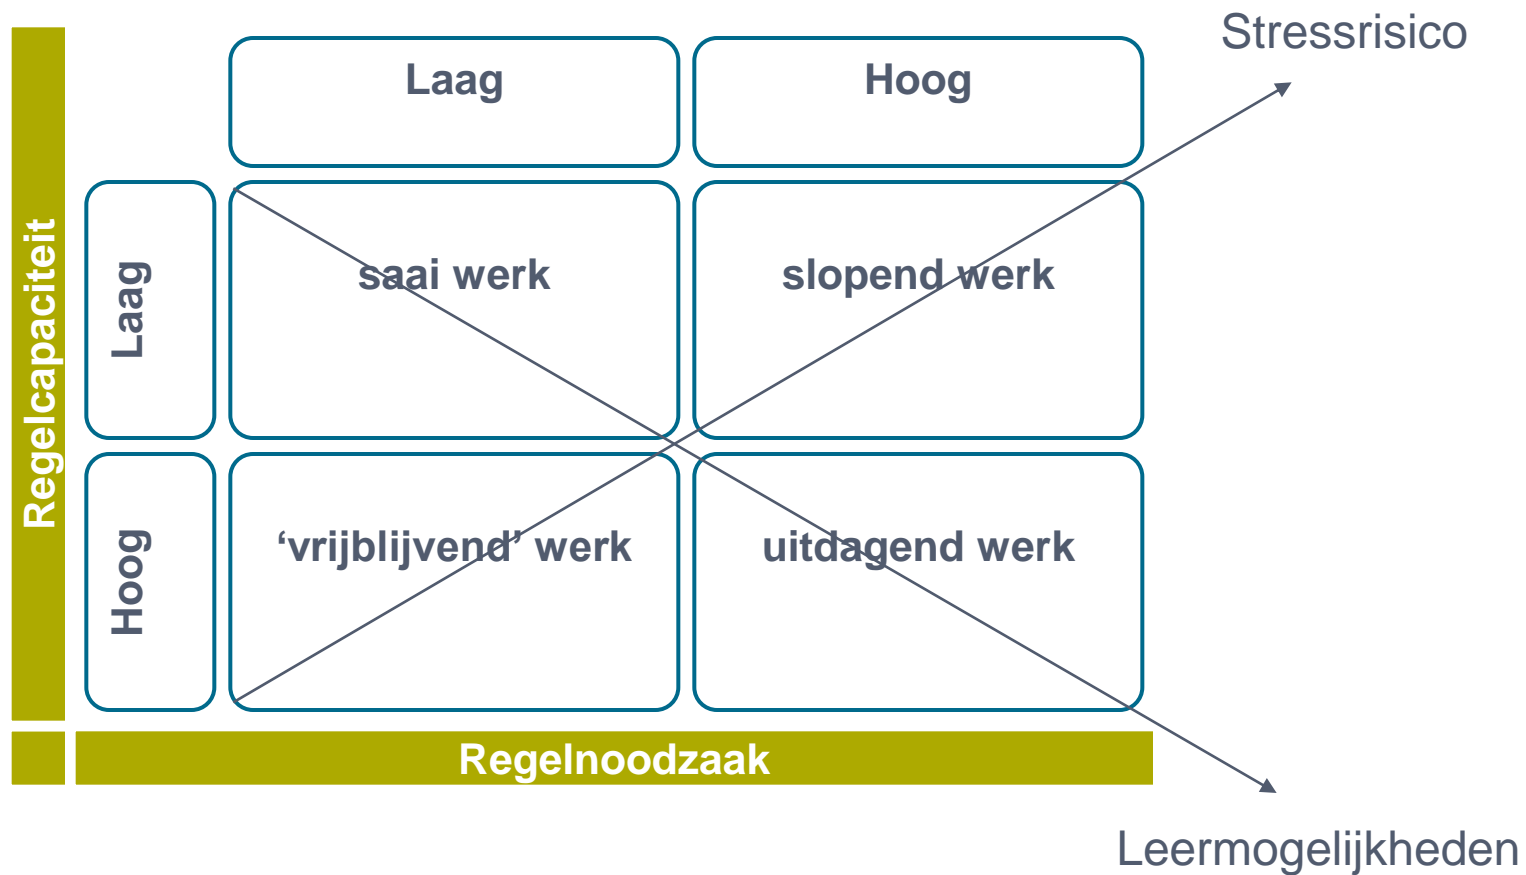 Stressrisico
Laag
Hoog
Regelcapaciteit
Laag
saai werk
slopend werk
Hoog
‘vrijblijvend’ werk
uitdagend werk
Regelnoodzaak
Leermogelijkheden